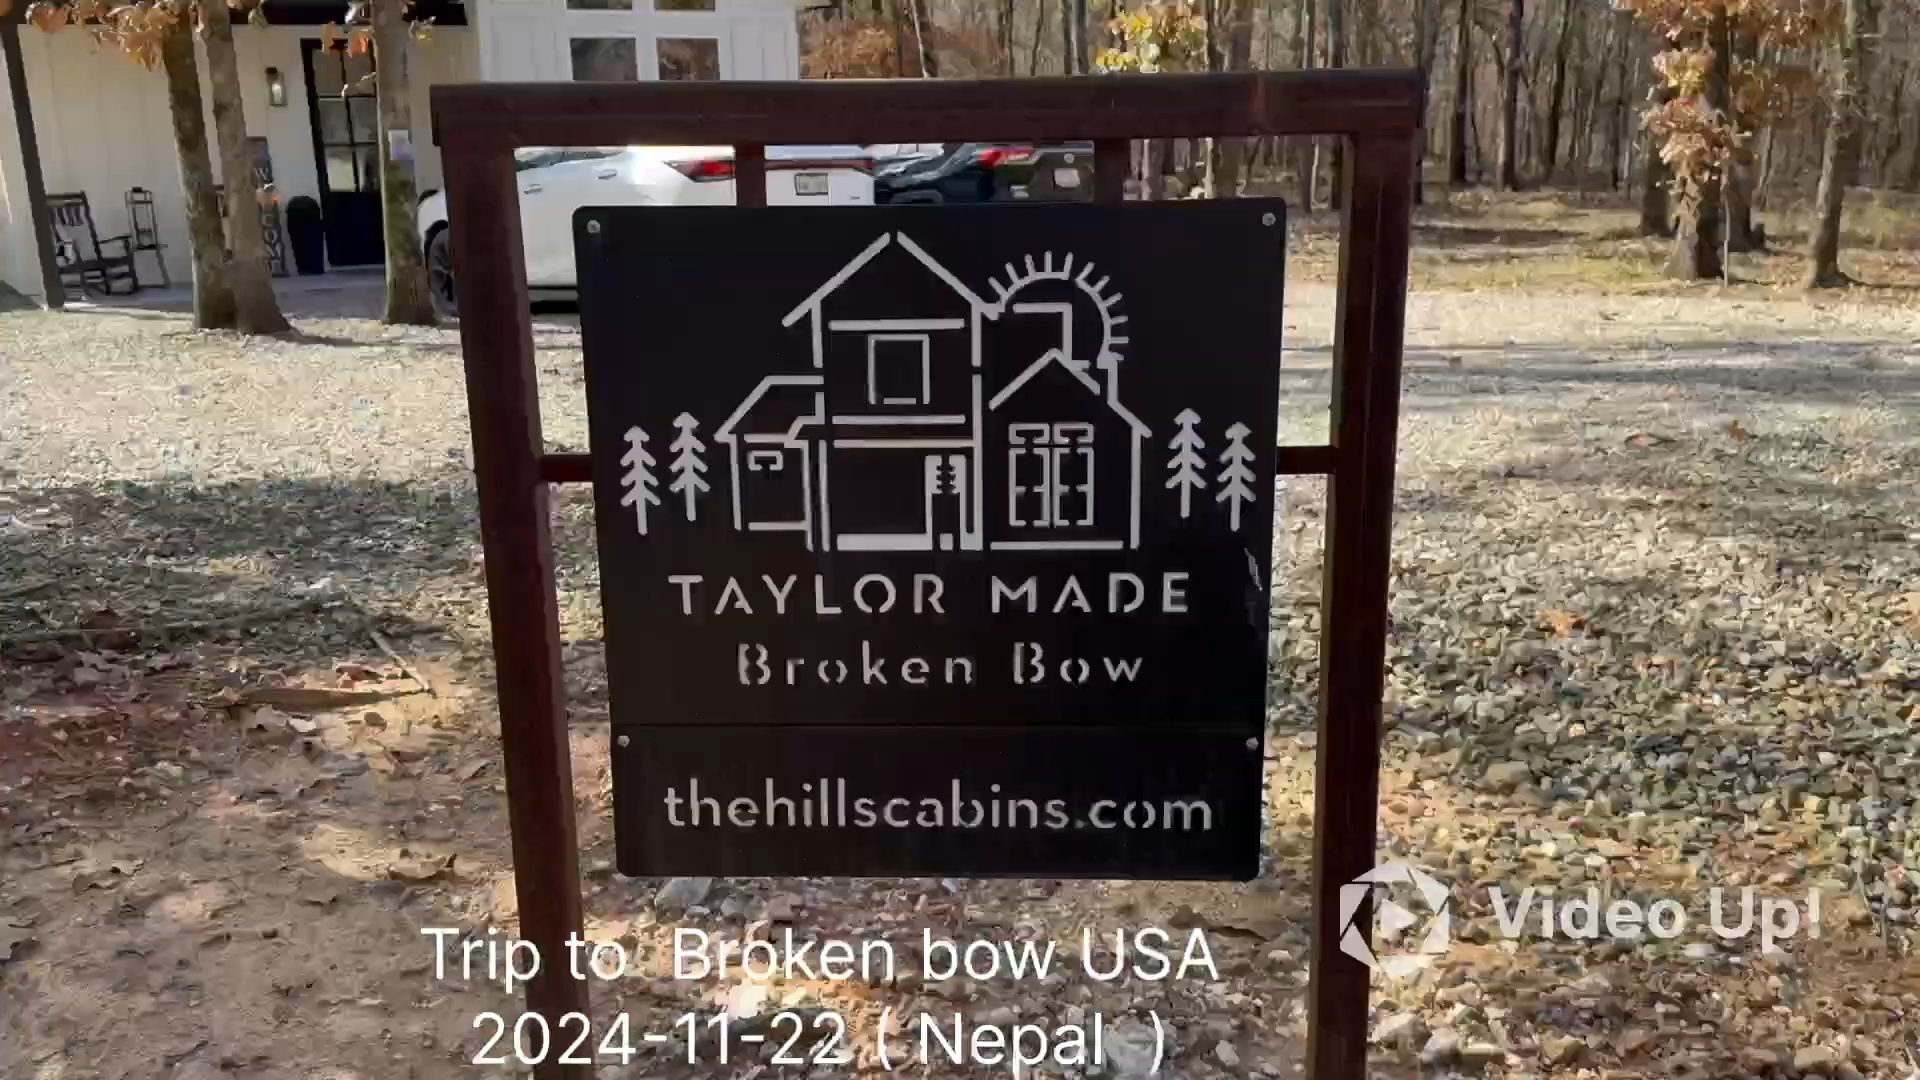 TAYLOR MADE
Broken Bow
thehillscabins.com
Trip to Broken bow USA
2024-11-22 ( Nepal )
Video Up!